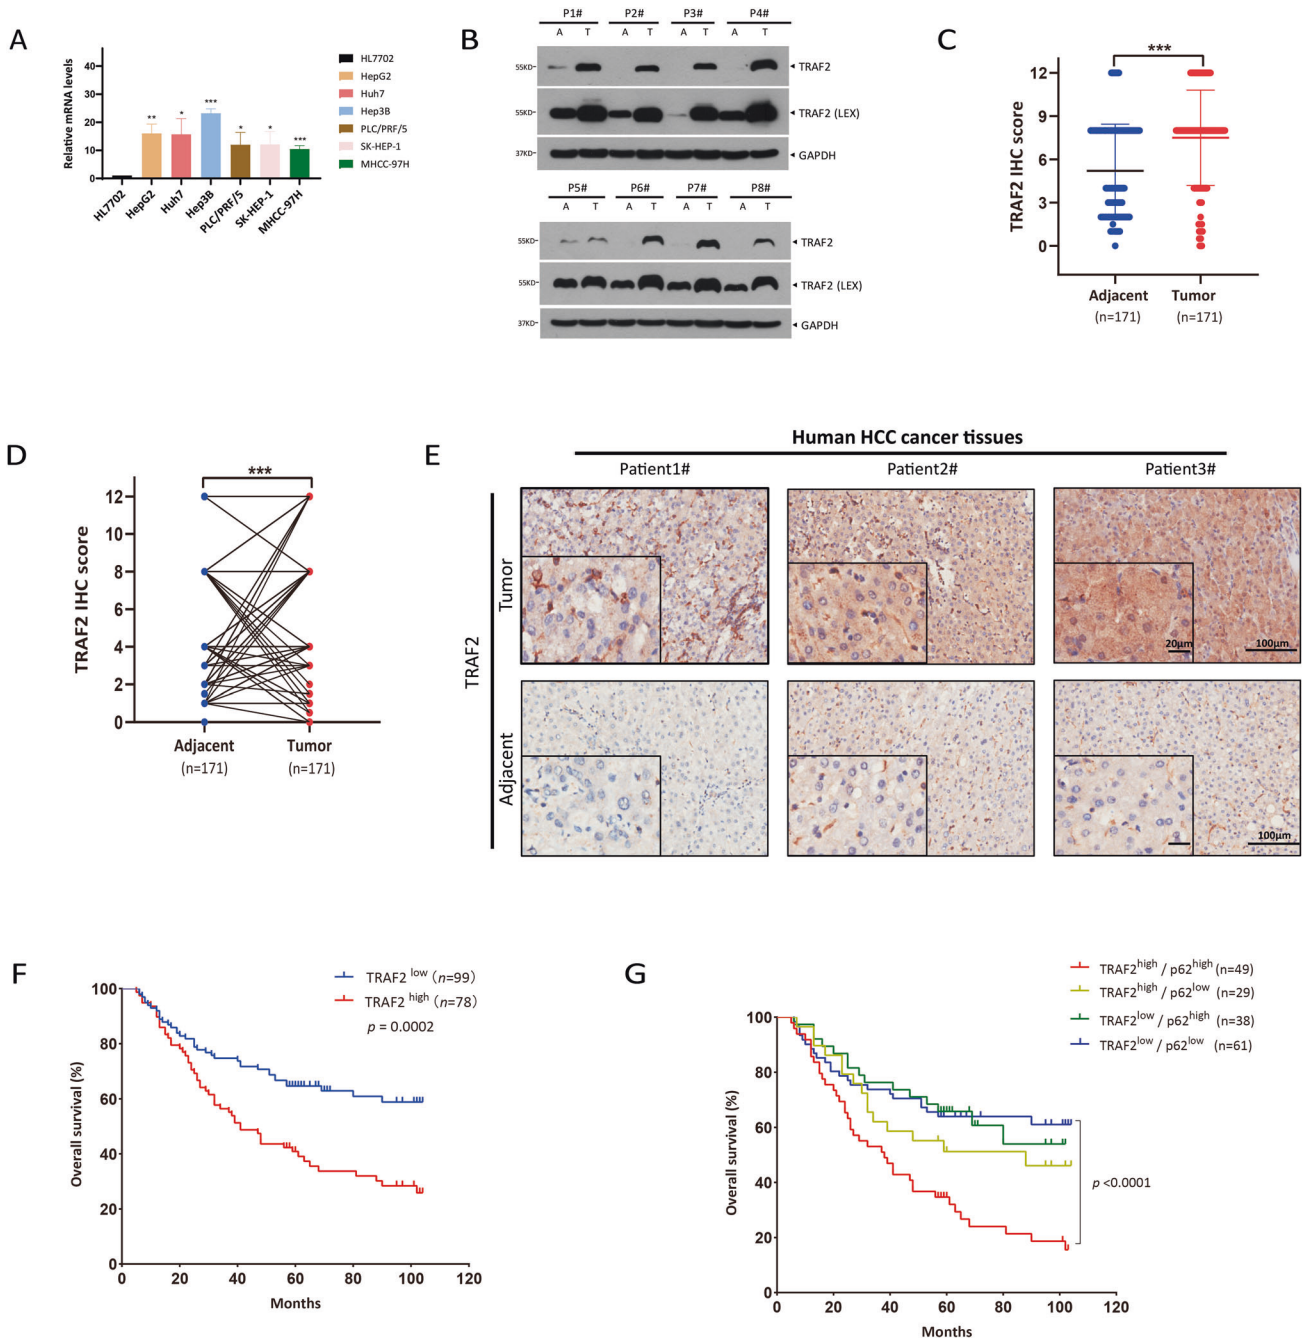 A
Relative mRNA levels
40
30
20
10
0
HL7702
HepG2
Huh7
Hep3B
PLC/PRF/5
SK-HEP-1
MHCC-97H
**
*
***
*
*
***
HL7702
HepG2
Huh7
Hep3B
PLC/PRF/5
SK-HEP-1
MHCC-97H
B
P1# P2# P3# P4#
A T A T A T A T
55KD TRAF2
55KD TRAF2 (LEX)
37KD GAPDH
P5# P6# P7# P8#
A T A T A T A T
55KD TRAF2
55KD TRAF2 (LEX)
37KD GAPDH
C
***
TRAF2 IHC score
12
9
6
3
0
Adjacent Tumor
(n=171) (n=171)
D
***
TRAF2 IHC score
12
10
8
6
4
2
0
Adjacent Tumor
(n=171) (n=171)
E
Human HCC cancer tissues
Patient1# Patient2# Patient3#
TRAF2
Tumor
20μm 100μm
Adjacent
100μm
F
TRAF2 low (n=99)
TRAF2 high (n=78)
p = 0.0002
Overall survival (%)
100
80
60
40
20
0
0 20 40 60 80 100 120
Months
G
TRAF2high / p62high (n=49)
TRAF2high / p62low (n=29)
TRAF2low / p62high (n=38)
TRAF2low / p62low (n=61)
Overall survival (%)
100
80
60
40
20
0
p <0.0001
0 20 40 60 80 100 120
Months